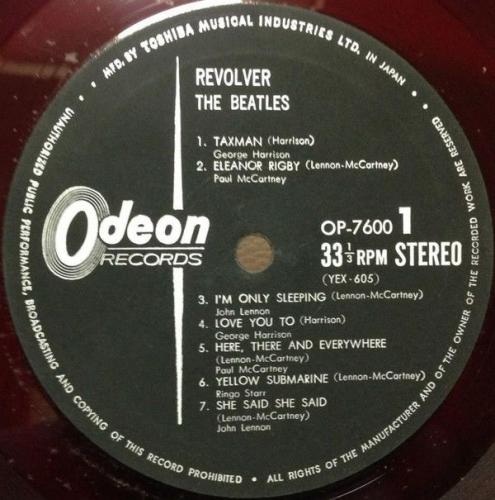 MFD. BY TOSHIBA MUSICAL INDUSTRIES LTD. IN JAPAN •
REVOLVER
THE BEATLES
1. TAXMAN (Harrison)
George Harrison
2. ELEANOR RIGBY (Lennon-McCartney)
Paul McCartney
Odeon
RECORDS
OP-7600 1
33 1/3 RPM STEREO
(YEX-605)
3. I'M ONLY SLEEPING (Lennon-McCartney)
John Lennon
4. LOVE YOU TO (Harrison)
George Harrison
5. HERE, THERE AND EVERYWHERE
(Lennon-McCartney)
Paul McCartney
6. YELLOW SUBMARINE (Lennon-McCartney)
Ringo Starr
7. SHE SAID SHE SAID
(Lennon-McCartney)
John Lennon
UNAUTHORIZED PUBLIC PERFORMANCE, BROADCASTING AND COPYING OF THIS RECORD PROHIBITED • ALL RIGHTS OF THE MANUFACTURER AND OF THE OWNER OF THE RECORDED WORK ARE RESERVED